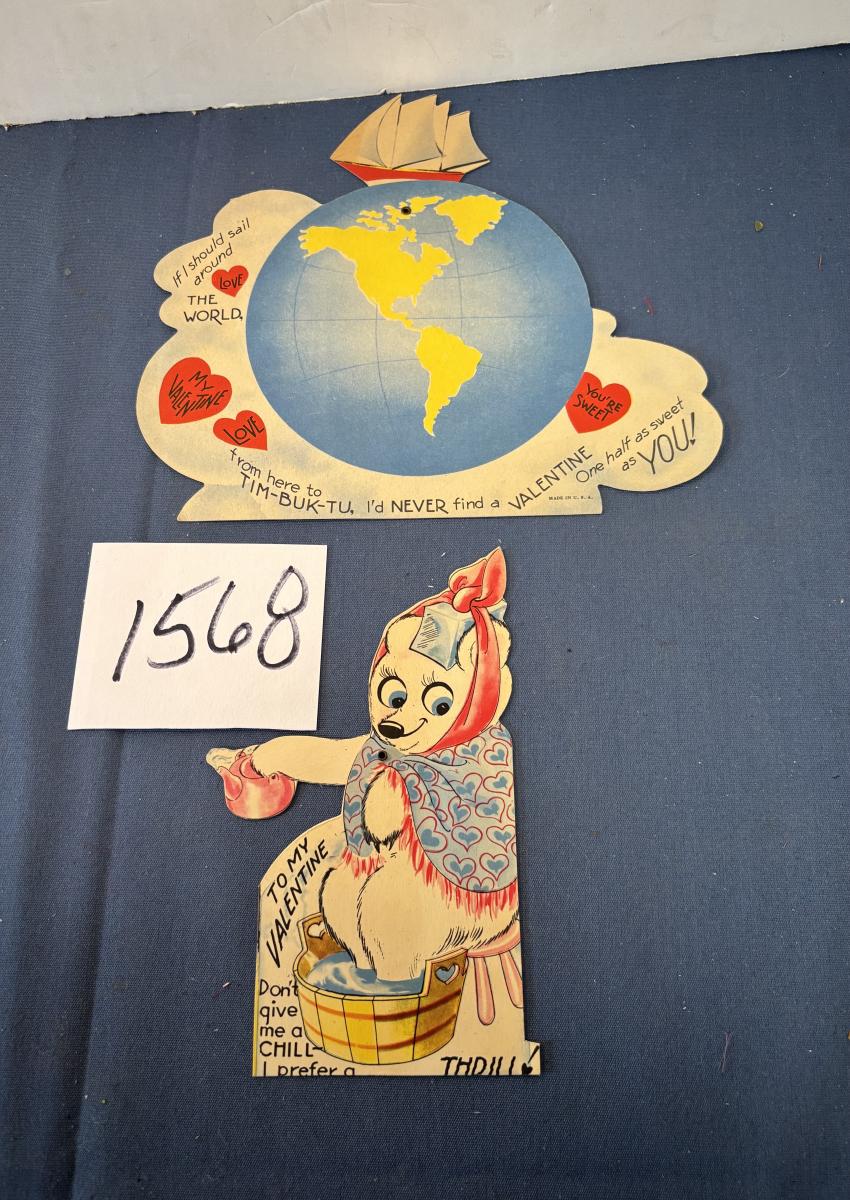 If I should sail
around
LOVE
THE
WORLD,
MY
VALENTINE
LOVE
from here to
TIM-BUK-TU, I'd NEVER find a VALENTINE
YOU'RE
SWEET
One half as sweet
as YOU!
MADE IN U.S.A.
1568
TO MY
VALENTINE
Don't
give
me a
CHILL-
I prefer a THRILL!